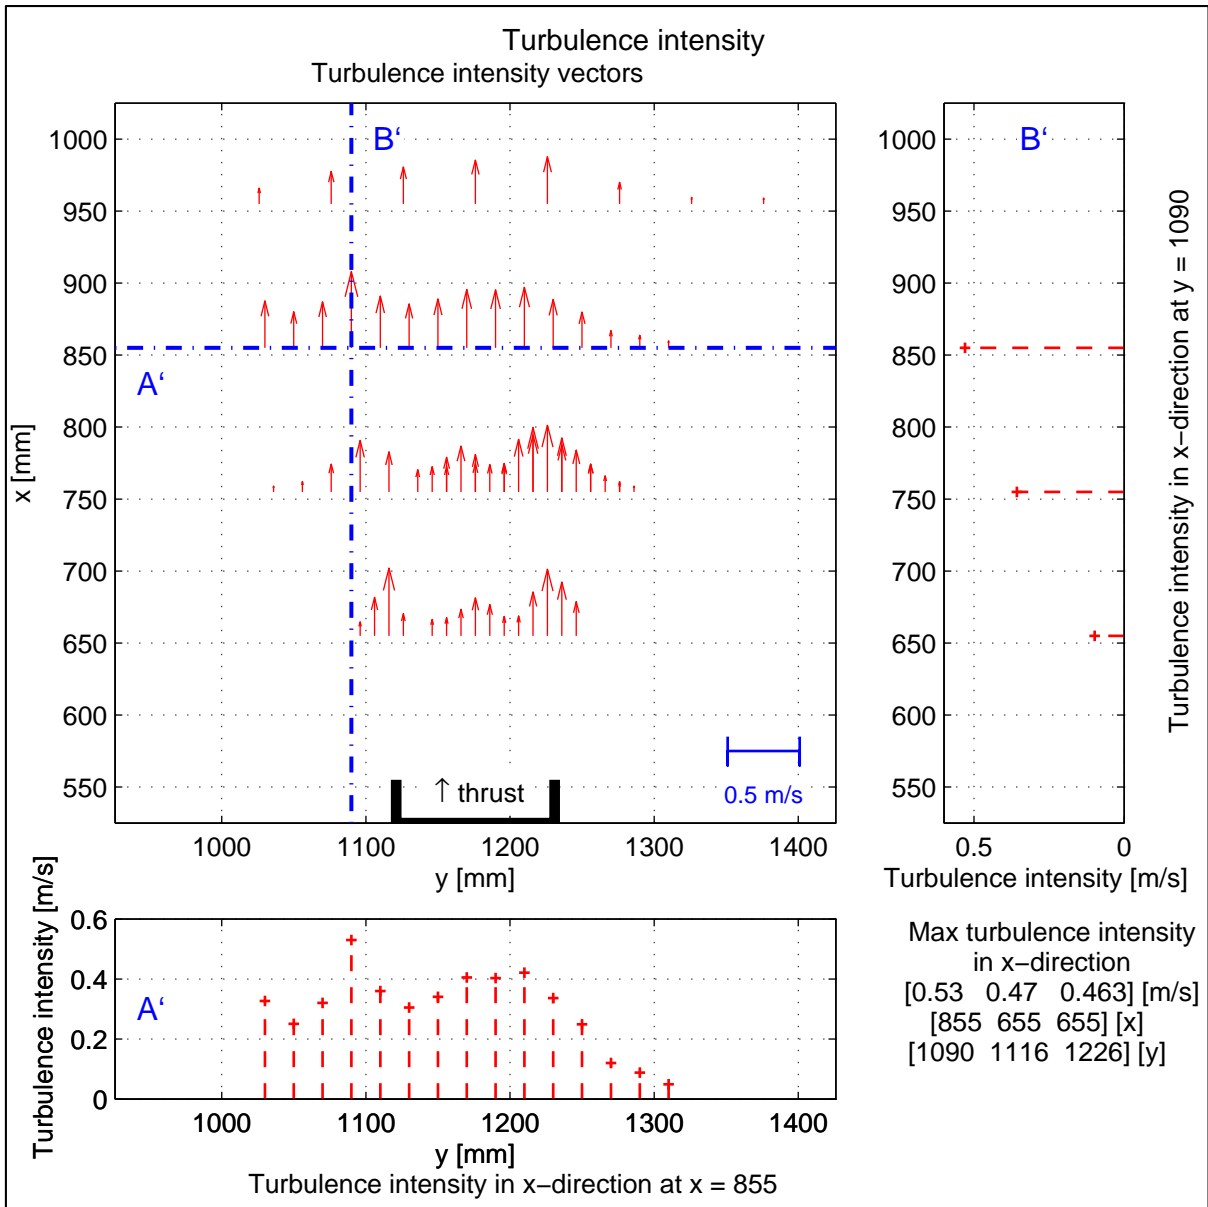 Turbulence intensity
Turbulence intensity vectors
1000
950
900
850
800
750
700
650
600
550
x [mm]
B‘
A‘
↑ thrust
0.5 m/s
1000 1100 1200 1300 1400
y [mm]
B‘
1000
950
900
850
800
750
700
650
600
550
0.5 0
Turbulence intensity [m/s]
Turbulence intensity in x−direction at y = 1090
Turbulence intensity [m/s]
0.6
0.4
0.2
0
A‘
1000 1100 1200 1300 1400
y [mm]
Turbulence intensity in x−direction at x = 855
Max turbulence intensity
in x−direction
[0.53 0.47 0.463] [m/s]
[855 655 655] [x]
[1090 1116 1226] [y]